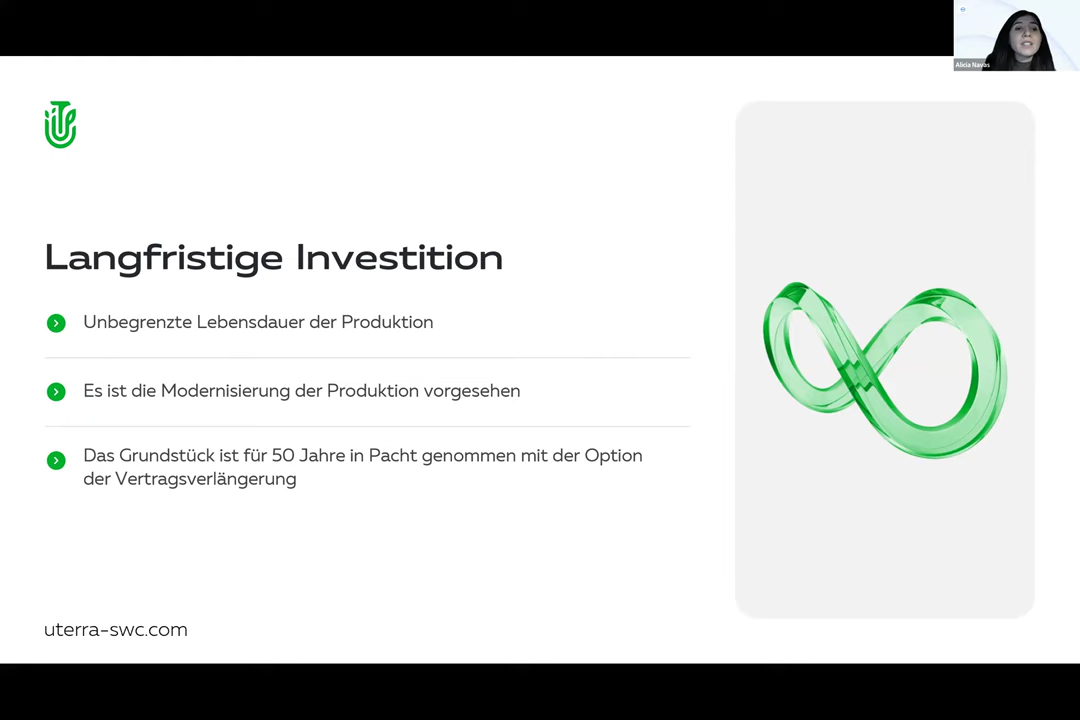 Alicia Navas
Langfristige Investition
Unbegrenzte Lebensdauer der Produktion
Es ist die Modernisierung der Produktion vorgesehen
Das Grundstück ist für 50 Jahre in Pacht genommen mit der Option
der Vertragsverlängerung
uterra-swc.com